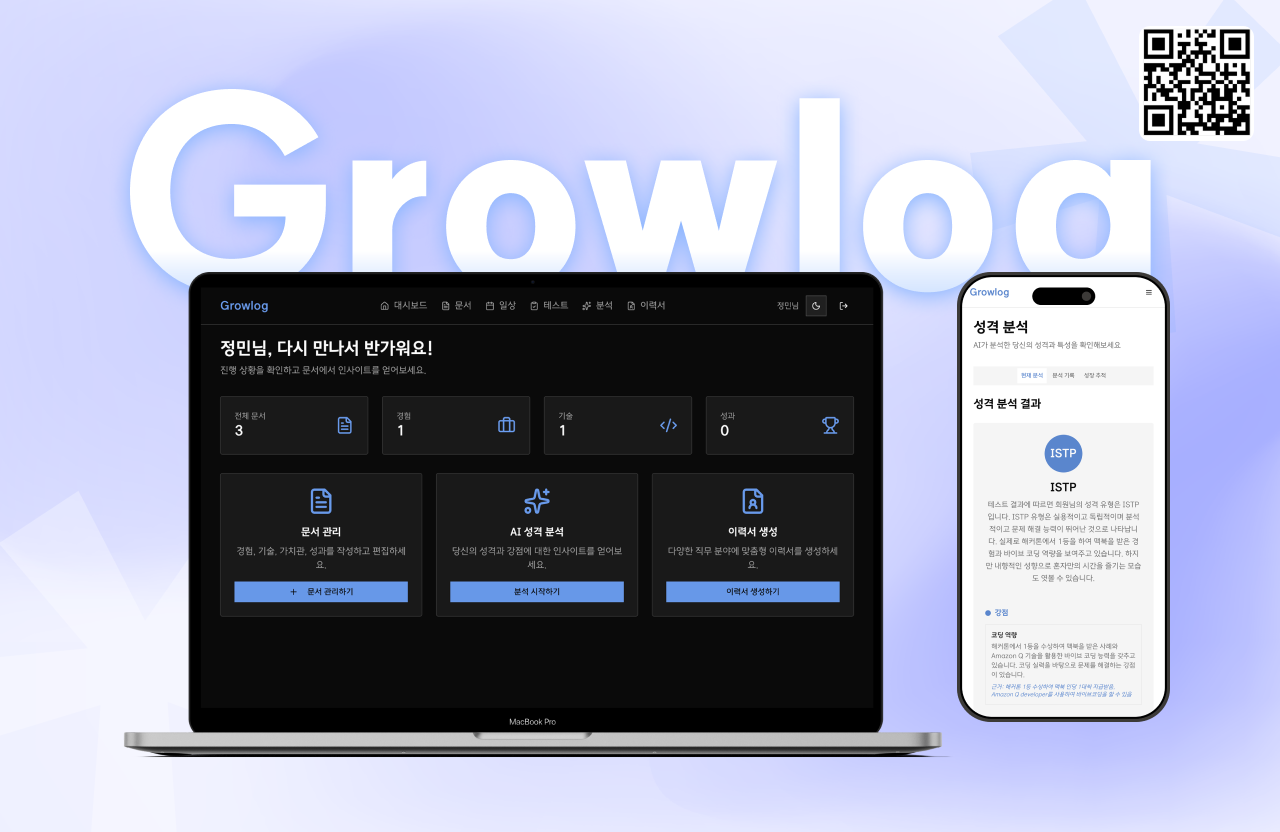 Growlog
Growlog
대시보드
문서
일상
테스트
분석
이력서
정민님
정민님, 다시 만나서 반가워요!
진행 상황을 확인하고 문서에서 인사이트를 얻어보세요.
전체 문서
3
경험
1
기술
1
성과
0
문서 관리
경험, 기술, 가치관, 성과를 작성하고 편집하세
요.
+ 문서 관리하기
AI 성격 분석
당신의 성격과 강점에 대한 인사이트를 얻어보
세요.
분석 시작하기
이력서 생성
다양한 직무 분야에 맞춤형 이력서를 생성하세
요.
이력서 생성하기
MacBook Pro
Growlog
성격 분석
AI가 분석한 당신의 성격과 특성을 확인해보세요
현재 분석
분석 기록
성장 추적
성격 분석 결과
ISTP
ISTP
테스트 결과에 따르면 회원님의 성격 유형은 ISTP
입니다. ISTP 유형은 실용적이고 독립적이며 분석
적이고 문제 해결 능력이 뛰어난 것으로 나타납니
다. 실제로 해커톤에서 1등을 하여 맥북을 받은 경
험과 바이브 코딩 역량을 보여주고 있습니다. 하지
만 내향적인 성향으로 혼자만의 시간을 즐기는 모습
도 엿볼 수 있습니다.
강점
코딩 역량
해커톤에서 1등을 수상하여 맥북을 받은 사례와
Amazon Q 기술을 활용한 바이브 코딩 능력을 갖추고
있습니다. 코딩 실력을 바탕으로 문제를 해결하는 강점
이 있습니다.
근거: 해커톤 1등 수상하여 맥북 인당 1대씩 지급받음,
Amazon Q developer를 사용하여 바이브코딩을 할 수 있음